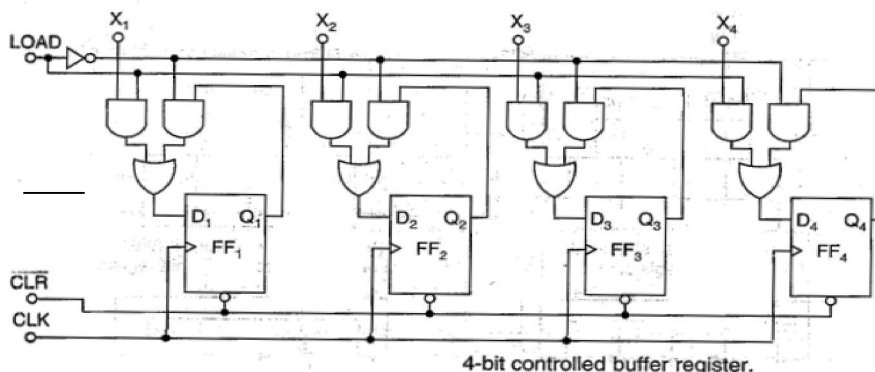 X₁ X₂ X₃ X₄
LOAD
D₁ Q₁ D₂ Q₂ D₃ Q₃ D₄ Q₄
FF₁ FF₂ FF₃ FF₄
C̅L̅R̅
CLK
4-bit controlled buffer register.